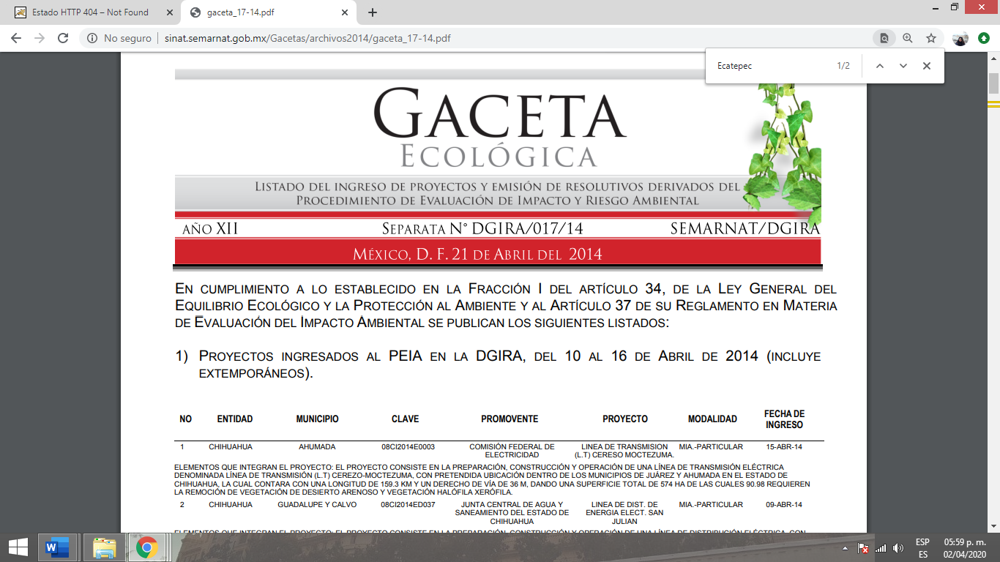 Estado HTTP 404 – Not Found
gaceta_17-14.pdf
No seguro
sinat.semarnat.gob.mx/Gacetas/archivos2014/gaceta_17-14.pdf
Ecatepec 1/2
GACETA
ECOLÓGICA
LISTADO DEL INGRESO DE PROYECTOS Y EMISIÓN DE RESOLUTIVOS DERIVADOS DEL
PROCEDIMIENTO DE EVALUACIÓN DE IMPACTO Y RIESGO AMBIENTAL
AÑO XII SEPARATA N° DGIRA/017/14 SEMARNAT/DGIRA
MÉXICO, D. F. 21 DE ABRIL DEL 2014
EN CUMPLIMIENTO A LO ESTABLECIDO EN LA FRACCIÓN I DEL ARTÍCULO 34, DE LA LEY GENERAL DEL
EQUILIBRIO ECOLÓGICO Y LA PROTECCIÓN AL AMBIENTE Y AL ARTÍCULO 37 DE SU REGLAMENTO EN MATERIA
DE EVALUACIÓN DEL IMPACTO AMBIENTAL SE PUBLICAN LOS SIGUIENTES LISTADOS:
1) PROYECTOS INGRESADOS AL PEIA EN LA DGIRA, DEL 10 AL 16 DE ABRIL DE 2014 (INCLUYE
EXTEMPORÁNEOS).
NO ENTIDAD MUNICIPIO CLAVE PROMOVENTE PROYECTO MODALIDAD FECHA DE
INGRESO
1 CHIHUAHUA AHUMADA 08CI2014E0003 COMISIÓN FEDERAL DE LINEA DE TRANSMISION MIA.-PARTICULAR 15-ABR-14
ELECTRICIDAD (L.T) CERESO MOCTEZUMA.
ELEMENTOS QUE INTEGRAN EL PROYECTO: EL PROYECTO CONSISTE EN LA PREPARACIÓN, CONSTRUCCIÓN Y OPERACIÓN DE UNA LÍNEA DE TRANSMISIÓN ELÉCTRICA
DENOMINADA LÍNEA DE TRANSMISIÓN (L.T) CEREZO-MOCTEZUMA, CON PRETENDIDA UBICACIÓN DENTRO DE LOS MUNICIPIOS DE JUÁREZ Y AHUMADA EN EL ESTADO DE
CHIHUAHUA, LA CUAL CONTARA CON UNA LONGITUD DE 159.3 KM Y UN DERECHO DE VÍA DE 36 M, DANDO UNA SUPERFICIE TOTAL DE 574 HA DE LAS CUALES 90.98 REQUIEREN
LA REMOCIÓN DE VEGETACIÓN DE DESIERTO ARENOSO Y VEGETACIÓN HALÓFILA XERÓFILA.
2 CHIHUAHUA GUADALUPE Y CALVO 08CI2014ED037 JUNTA CENTRAL DE AGUA Y LINEA DE DIST. DE MIA.-PARTICULAR 09-ABR-14
SANEAMIENTO DEL ESTADO DE ENERGIA ELECT. SAN
CHIHUAHUA JULIAN
ELEMENTOS QUE INTEGRAN EL PROYECTO: EL PROYECTO CONSISTE EN LA PREPARACIÓN, CONSTRUCCIÓN Y OPERACIÓN DE UNA LÍNEA DE DISTRIBUCIÓN ELÉCTRICA, CON
ESP 05:59 p. m.
ES 02/04/2020